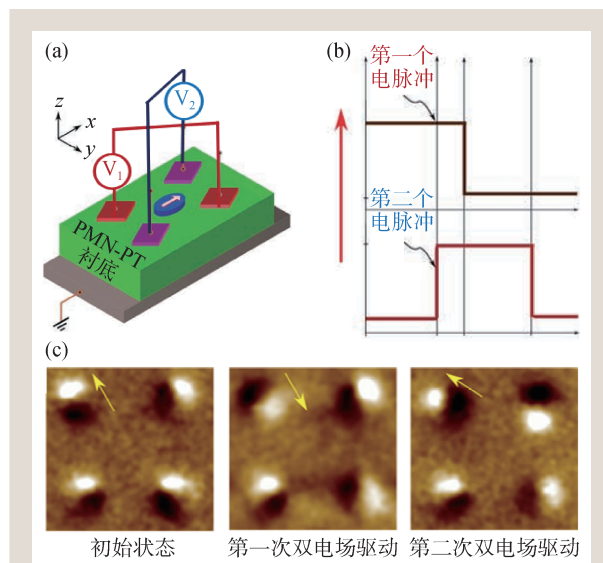 (a)
(b)
z
x
y
V₂
V₁
PMN-PT
衬底
第一个
电脉冲
第二个
电脉冲
(c)
初始状态
第一次双电场驱动
第二次双电场驱动